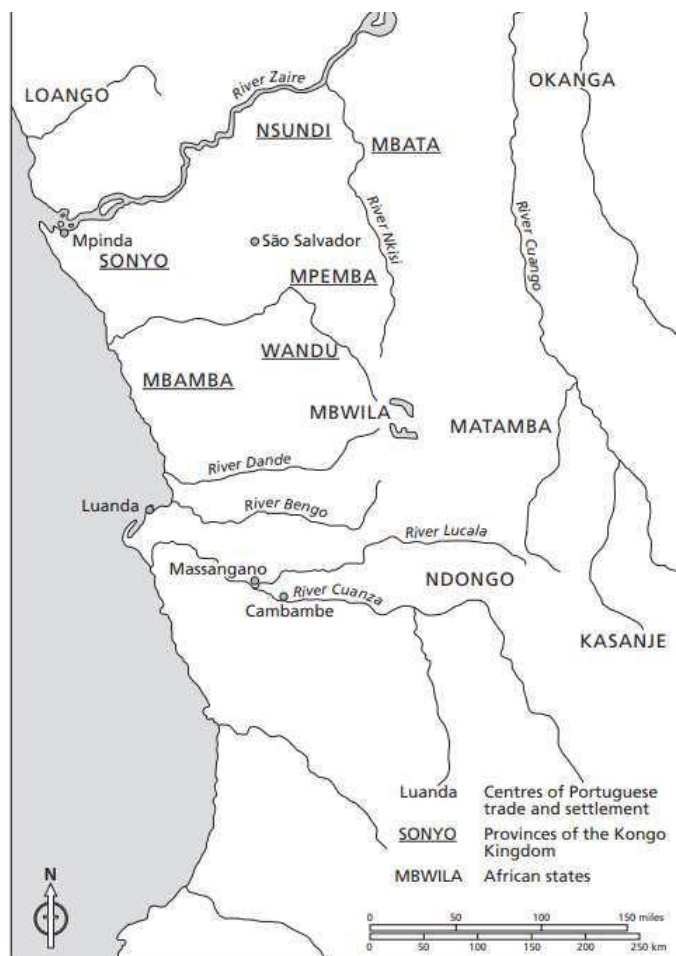 River Zaire
LOANGO
OKANGA
NSUNDI
MBATA
River Nkisi
River Cuango
Mpinda
São Salvador
SONYO
MPEMBA
WANDU
MBAMBA
MBWILA
MATAMBA
River Dande
Luanda
River Bengo
River Lucala
Massangano
NDONGO
River Cuanza
Cambambe
KASANJE
Luanda Centres of Portuguese
trade and settlement
SONYO Provinces of the Kongo
Kingdom
MBWILA African states
N
0 50 100 150 miles
0 50 100 150 200 250 km